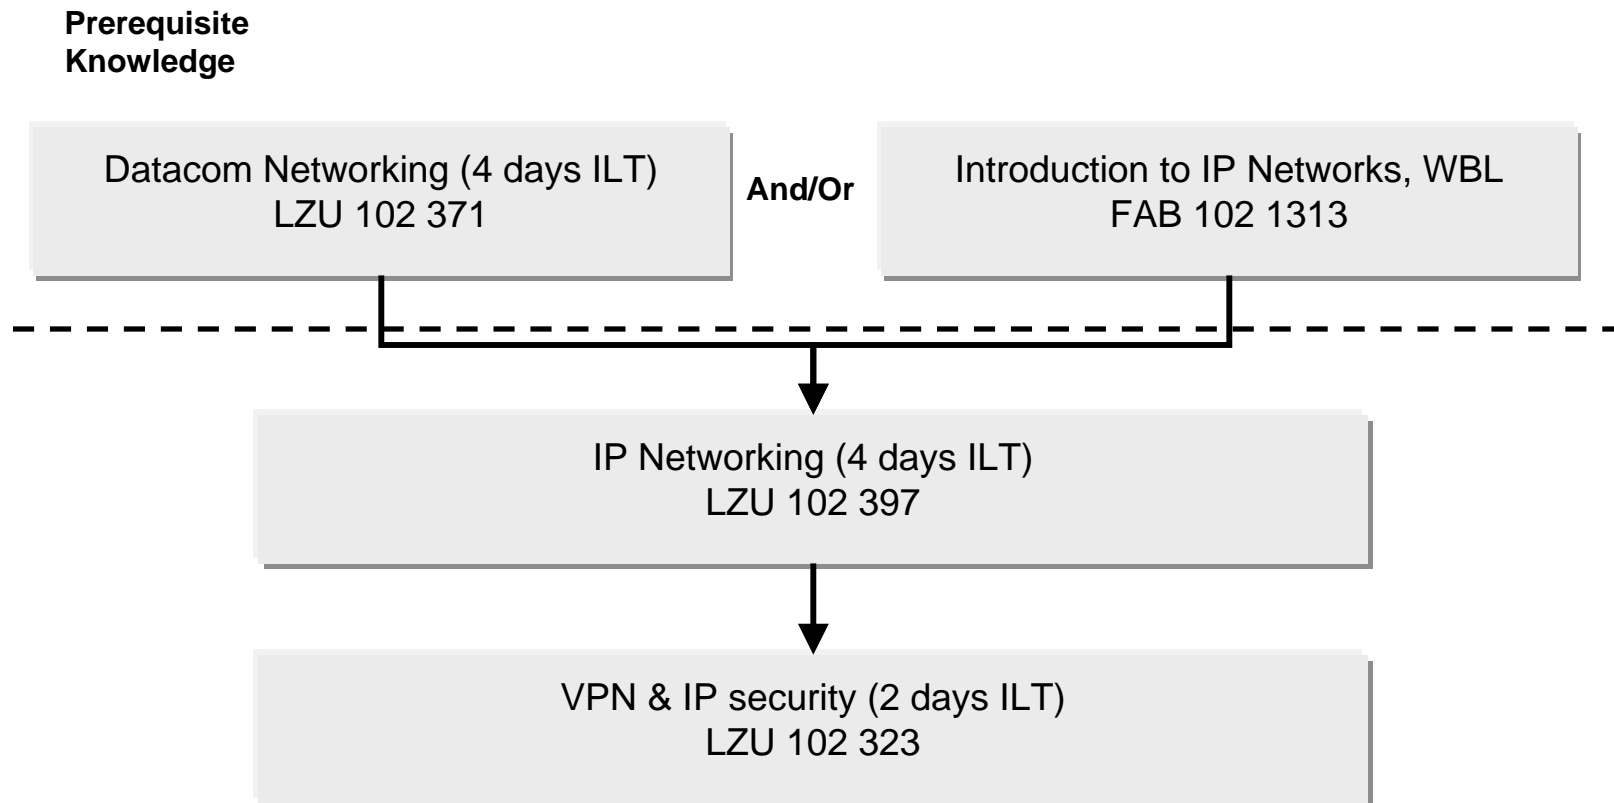 Prerequisite
Knowledge
Datacom Networking (4 days ILT)
LZU 102 371
And/Or
Introduction to IP Networks, WBL
FAB 102 1313
IP Networking (4 days ILT)
LZU 102 397
VPN & IP security (2 days ILT)
LZU 102 323